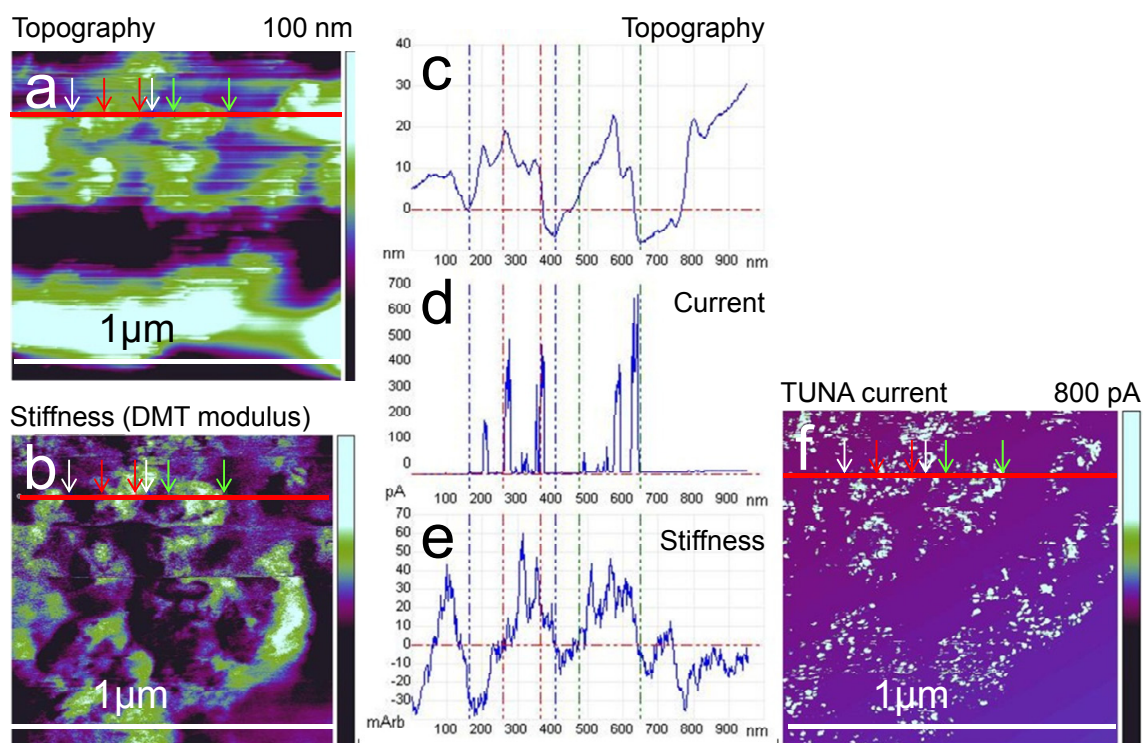 Topography 100 nm
a
1µm
Stiffness (DMT modulus)
b
1µm
Topography
c
40
30
20
10
0
nm
100 200 300 400 500 600 700 800 900 nm
Current
d
700
600
500
400
300
200
100
0
pA
100 200 300 400 500 600 700 800 900 nm
Stiffness
e
70
60
50
40
30
20
10
0
-10
-20
-30
mArb
100 200 300 400 500 600 700 800 900 nm
TUNA current 800 pA
f
1µm